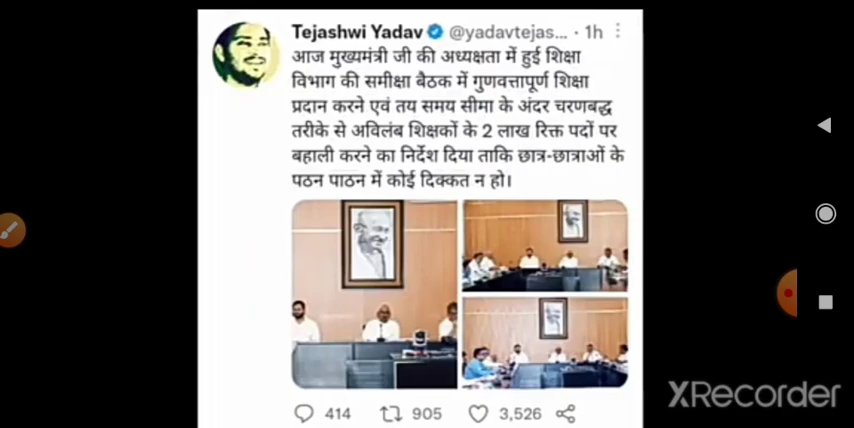 Tejashwi Yadav @yadavtejas... · 1h
आज मुख्यमंत्री जी की अध्यक्षता में हुई शिक्षा
विभाग की समीक्षा बैठक में गुणवत्तापूर्ण शिक्षा
प्रदान करने एवं तय समय सीमा के अंदर चरणबद्ध
तरीके से अविलंब शिक्षकों के 2 लाख रिक्त पदों पर
बहाली करने का निर्देश दिया ताकि छात्र-छात्राओं के
पठन पाठन में कोई दिक्कत न हो।
414 905 3,526
XRecorder